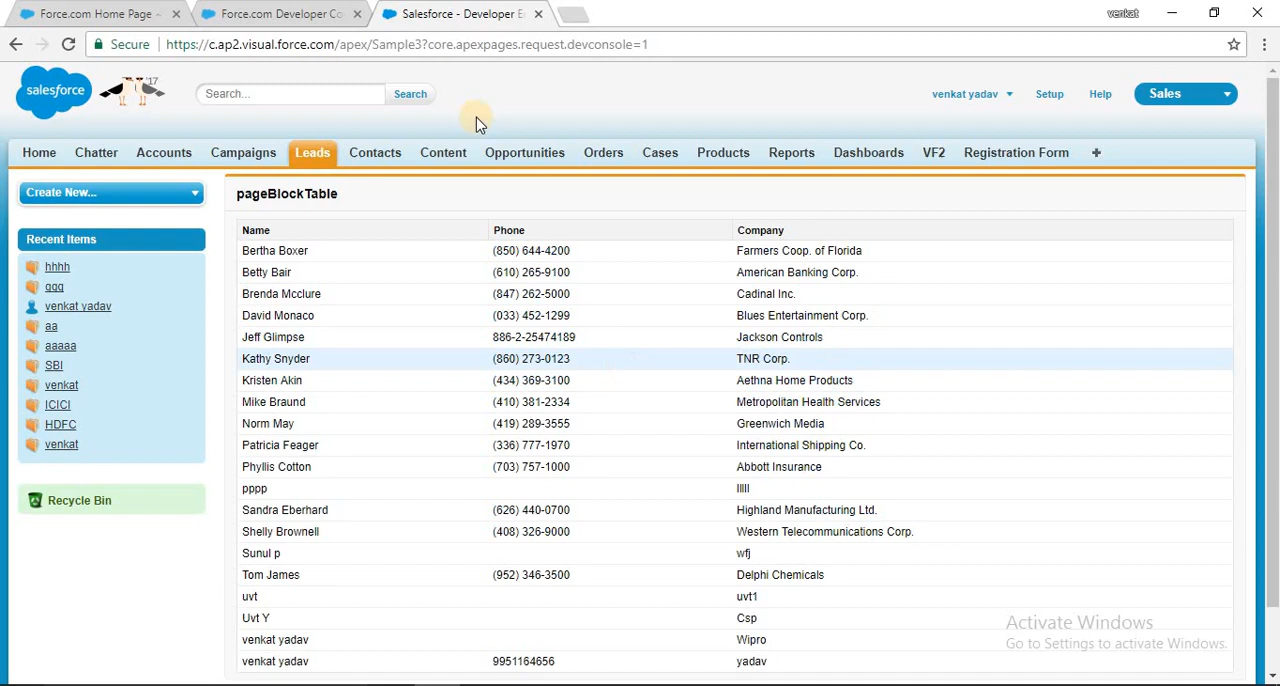 Force.com Home Page -
Force.com Developer Co
Salesforce - Developer E
venkat
Secure
https://c.ap2.visual.force.com/apex/Sample3?core.apexpages.request.devconsole=1
salesforce
'17
Search...
Search
venkat yadav
Setup
Help
Sales
Home
Chatter
Accounts
Campaigns
Leads
Contacts
Content
Opportunities
Orders
Cases
Products
Reports
Dashboards
VF2
Registration Form
+
Create New...
Recent Items
hhhh
qqq
venkat yadav
aa
aaaaa
SBI
venkat
ICICI
HDFC
venkat
Recycle Bin
pageBlockTable
Name Phone Company
Bertha Boxer (850) 644-4200 Farmers Coop. of Florida
Betty Bair (610) 265-9100 American Banking Corp.
Brenda Mcclure (847) 262-5000 Cadinal Inc.
David Monaco (033) 452-1299 Blues Entertainment Corp.
Jeff Glimpse 886-2-25474189 Jackson Controls
Kathy Snyder (860) 273-0123 TNR Corp.
Kristen Akin (434) 369-3100 Aethna Home Products
Mike Braund (410) 381-2334 Metropolitan Health Services
Norm May (419) 289-3555 Greenwich Media
Patricia Feager (336) 777-1970 International Shipping Co.
Phyllis Cotton (703) 757-1000 Abbott Insurance
pppp lllll
Sandra Eberhard (626) 440-0700 Highland Manufacturing Ltd.
Shelly Brownell (408) 326-9000 Western Telecommunications Corp.
Sunul p wfj
Tom James (952) 346-3500 Delphi Chemicals
uvt uvt1
Uvt Y Csp
venkat yadav Wipro
venkat yadav 9951164656 yadav
Activate Windows
Go to Settings to activate Windows.